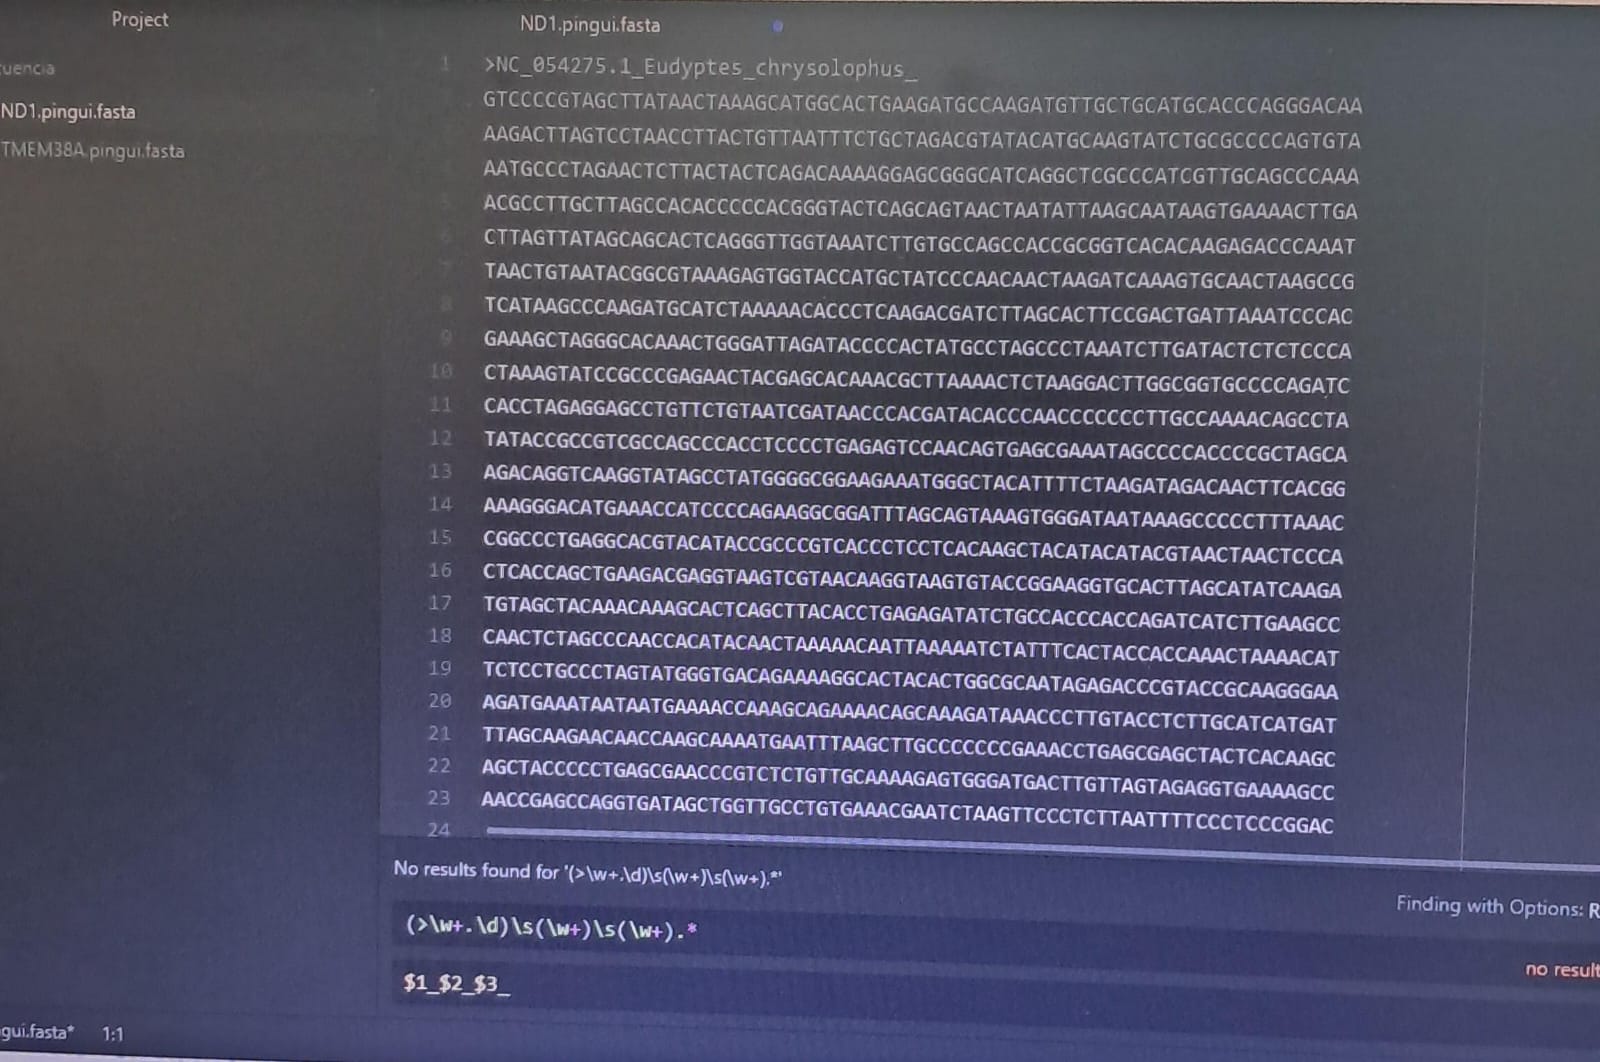 Project
ND1.pingui.fasta
uencia
ND1.pingui.fasta
TMEM38A.pingui.fasta
1 >NC_054275.1_Eudyptes_chrysolophus_
GTCCCCGTAGCTTATAACTAAAGCATGGCACTGAAGATGCCAAGATGTTGCTGCATGCACCCAGGGACAA
AAGACTTAGTCCTAACCTTACTGTTAATTTCTGCTAGACGTATACATGCAAGTATCTGCGCCCCAGTGTA
AATGCCCTAGAACTCTTACTACTCAGACAAAAGGAGCGGGCATCAGGCTCGCCCATCGTTGCAGCCCAAA
5 ACGCCTTGCTTAGCCACACCCCCACGGGTACTCAGCAGTAACTAATATTAAGCAATAAGTGAAAACTTGA
6 CTTAGTTATAGCAGCACTCAGGGTTGGTAAATCTTGTGCCAGCCACCGCGGTCACACAAGAGACCCAAAT
7 TAACTGTAATACGGCGTAAAGAGTGGTACCATGCTATCCCAACAACTAAGATCAAAGTGCAACTAAGCCG
8 TCATAAGCCCAAGATGCATCTAAAAACACCCTCAAGACGATCTTAGCACTTCCGACTGATTAAATCCCAC
9 GAAAGCTAGGGCACAAACTGGGATTAGATACCCCACTATGCCTAGCCCTAAATCTTGATACTCTCTCCCA
10 CTAAAGTATCCGCCCGAGAACTACGAGCACAAACGCTTAAAACTCTAAGGACTTGGCGGTGCCCCAGATC
11 CACCTAGAGGAGCCTGTTCTGTAATCGATAACCCACGATACACCCAACCCCCCCTTGCCAAAACAGCCTA
12 TATACCGCCGTCGCCAGCCCACCTCCCCTGAGAGTCCAACAGTGAGCGAAATAGCCCCACCCCGCTAGCA
13 AGACAGGTCAAGGTATAGCCTATGGGGCGGAAGAAATGGGCTACATTTTCTAAGATAGACAACTTCACGG
14 AAAGGGACATGAAACCATCCCCAGAAGGCGGATTTAGCAGTAAAGTGGGATAATAAAGCCCCCTTTAAAC
15 CGGCCCTGAGGCACGTACATACCGCCCGTCACCCTCCTCACAAGCTACATACATACGTAACTAACTCCCA
16 CTCACCAGCTGAAGACGAGGTAAGTCGTAACAAGGTAAGTGTACCGGAAGGTGCACTTAGCATATCAAGA
17 TGTAGCTACAAACAAAGCACTCAGCTTACACCTGAGAGATATCTGCCACCCACCAGATCATCTTGAAGCC
18 CAACTCTAGCCCAACCACATACAACTAAAAACAATTAAAAATCTATTTCACTACCACCAAACTAAAACAT
19 TCTCCTGCCCTAGTATGGGTGACAGAAAAGGCACTACACTGGCGCAATAGAGACCCGTACCGCAAGGGAA
20 AGATGAAATAATAATGAAAACCAAAGCAGAAAACAGCAAAGATAAACCCTTGTACCTCTTGCATCATGAT
21 TTAGCAAGAACAACCAAGCAAAATGAATTTAAGCTTGCCCCCCCGAAACCTGAGCGAGCTACTCACAAGC
22 AGCTACCCCCTGAGCGAACCCGTCTCTGTTGCAAAAGAGTGGGATGACTTGTTAGTAGAGGTGAAAAGCC
23 AACCGAGCCAGGTGATAGCTGGTTGCCTGTGAAACGAATCTAAGTTCCCTCTTAATTTTCCCTCCCGGAC
24
No results found for '(>\w+.\d)\s(\w+)\s(\w+).*'
Finding with Options: R
(>\w+.\d)\s(\w+)\s(\w+).*
no result
$1_$2_$3_
gui.fasta* 1:1